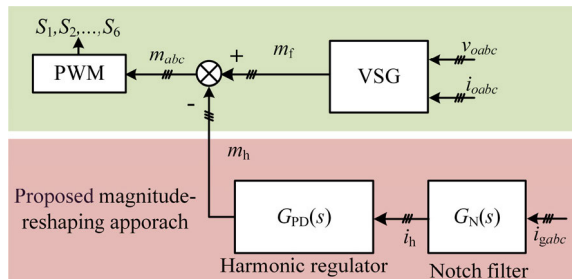 S1,S2,...,S6
mabc
+
mf
voabc
PWM
VSG
ioabc
-
mh
Proposed magnitude-
reshaping apporach
GPD(s)
GN(s)
ih
igabc
Harmonic regulator
Notch filter